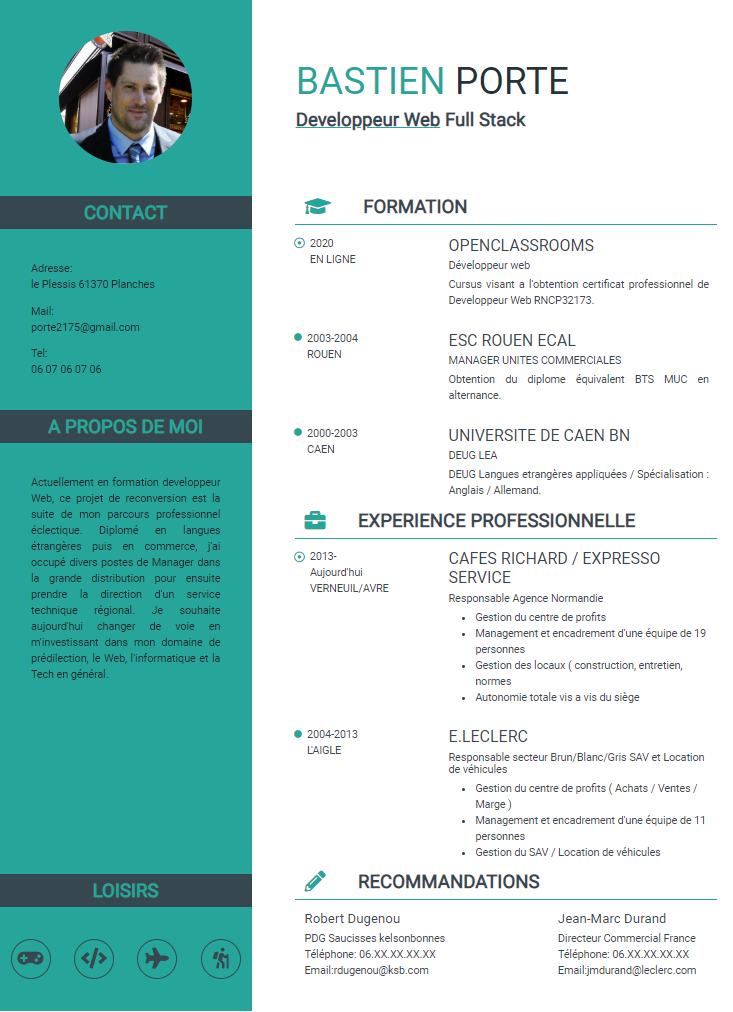 BASTIEN PORTE
Developpeur Web Full Stack
CONTACT
Adresse:
le Plessis 61370 Planches
Mail:
porte2175@gmail.com
Tel:
06 07 06 07 06
A PROPOS DE MOI
Actuellement en formation developpeur
Web, ce projet de reconversion est la
suite de mon parcours professionnel
éclectique. Diplomé en langues
étrangères puis en commerce, j'ai
occupé divers postes de Manager dans
la grande distribution pour ensuite
prendre la direction d'un service
technique régional. Je souhaite
aujourd'hui changer de voie en
m'investissant dans mon domaine de
prédilection, le Web, l'informatique et la
Tech en général.
LOISIRS
FORMATION
2020
EN LIGNE
OPENCLASSROOMS
Développeur web
Cursus visant a l'obtention certificat professionnel de
Developpeur Web RNCP32173.
2003-2004
ROUEN
ESC ROUEN ECAL
MANAGER UNITES COMMERCIALES
Obtention du diplome équivalent BTS MUC en
alternance.
2000-2003
CAEN
UNIVERSITE DE CAEN BN
DEUG LEA
DEUG Langues etrangères appliquées / Spécialisation :
Anglais / Allemand.
EXPERIENCE PROFESSIONNELLE
2013-
Aujourd'hui
VERNEUIL/AVRE
CAFES RICHARD / EXPRESSO
SERVICE
Responsable Agence Normandie
• Gestion du centre de profits
• Management et encadrement d'une équipe de 19
personnes
• Gestion des locaux ( construction, entretien,
normes
• Autonomie totale vis a vis du siège
2004-2013
L'AIGLE
E.LECLERC
Responsable secteur Brun/Blanc/Gris SAV et Location
de véhicules
• Gestion du centre de profits ( Achats / Ventes /
Marge )
• Management et encadrement d'une équipe de 11
personnes
• Gestion du SAV / Location de véhicules
RECOMMANDATIONS
Robert Dugenou
PDG Saucisses kelsonbonnes
Téléphone: 06.XX.XX.XX.XX
Email:rdugenou@ksb.com
Jean-Marc Durand
Directeur Commercial France
Téléphone: 06.XX.XX.XX.XX
Email:jmdurand@leclerc.com